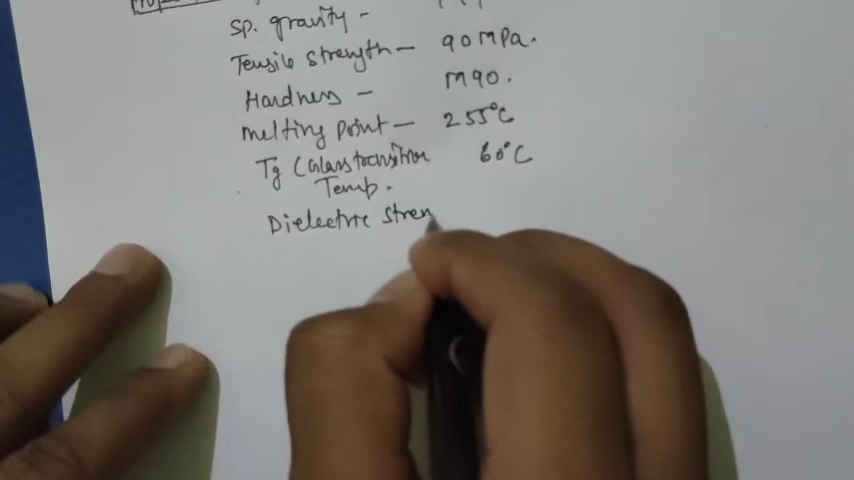 Sp. gravity -
Tensile strength - 90 MPa.
Hardness - M90.
Melting point - 255°C
Tg (Glass transition 60°C
Temp.
Dielectric Stren